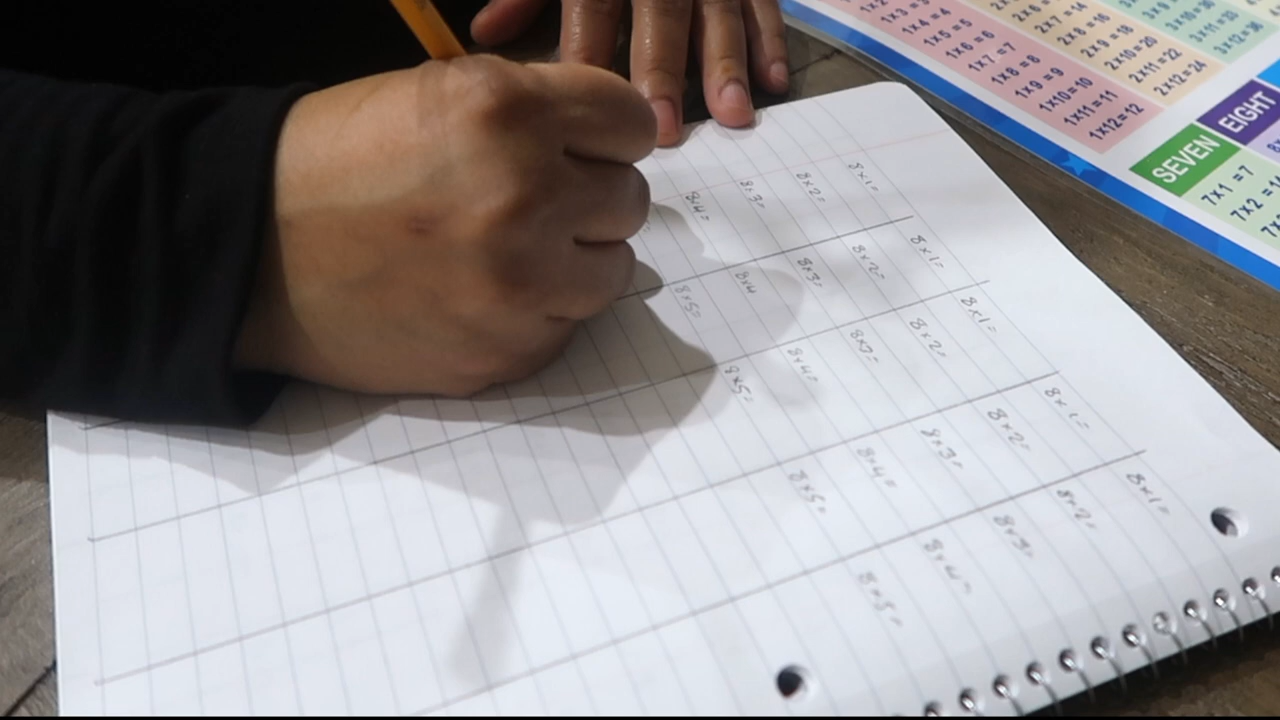 1x4 =4
1x5 =5
1x6 =6
1x7 =7
1x8 =8
1x9 =9
1x10=10
1x11=11
1x12=12
2x7 =14
2x8 =16
2x9 =18
2x10=20
2x11=22
2x12=24
3x10=30
3x11=33
3x12=36
SEVEN
7x1 =7
7x2 =1
EIGHT
8x1= 8x1= 8x1= 8x1= 8x1=
8x2= 8x2= 8x2= 8x2= 8x2=
8x3= 8x3= 8x3= 8x3= 8x3=
8x4= 8x4 8x4= 8x4= 8x4=
8x5= 8x5= 8x5= 8x5=